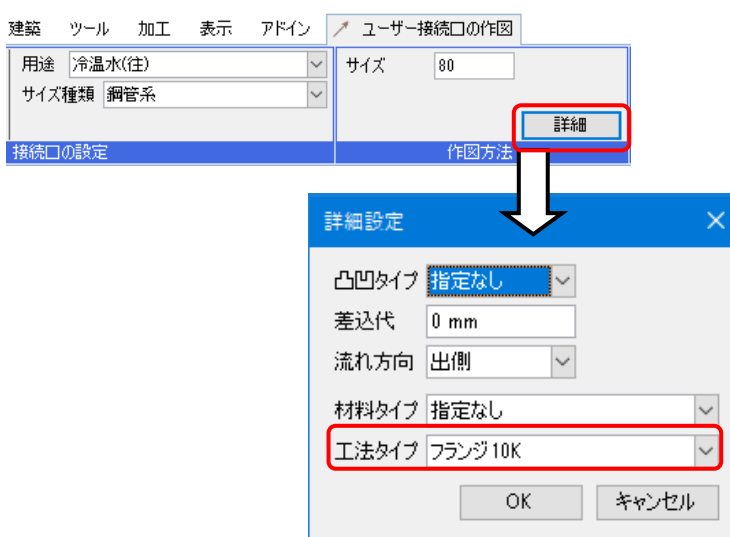 建築 ツール 加工 表示 アドイン ユーザー接続口の作図
用途 冷温水(往) サイズ 80
サイズ種類 鋼管系
詳細
接続口の設定 作図方法
詳細設定
凸凹タイプ 指定なし
差込代 0 mm
流れ方向 出側
材料タイプ 指定なし
工法タイプ フランジ10K
OK キャンセル